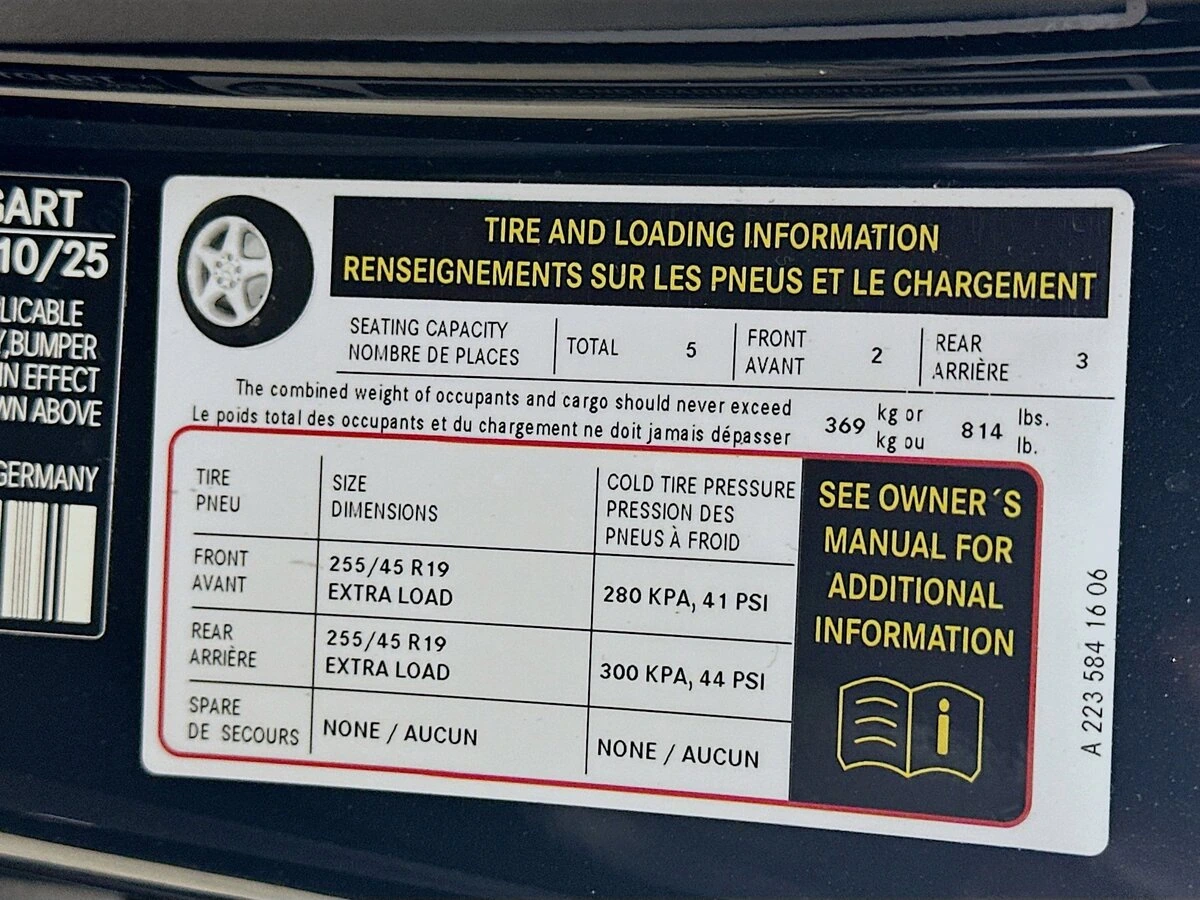 GART
10/25
LICABLE
,BUMPER
IN EFFECT
WN ABOVE
GERMANY
TIRE AND LOADING INFORMATION
RENSEIGNEMENTS SUR LES PNEUS ET LE CHARGEMENT
SEATING CAPACITY
NOMBRE DE PLACES
TOTAL 5
FRONT
AVANT
2
REAR
ARRIÈRE
3
The combined weight of occupants and cargo should never exceed
Le poids total des occupants et du chargement ne doit jamais dépasser
369
kg or
kg ou
814
lbs.
lb.
TIRE
PNEU
SIZE
DIMENSIONS
COLD TIRE PRESSURE
PRESSION DES
PNEUS À FROID
FRONT
AVANT
255/45 R19
EXTRA LOAD
280 KPA, 41 PSI
REAR
ARRIÈRE
255/45 R19
EXTRA LOAD
300 KPA, 44 PSI
SPARE
DE SECOURS
NONE / AUCUN
NONE / AUCUN
SEE OWNER´S
MANUAL FOR
ADDITIONAL
INFORMATION
i
A 223 584 16 06